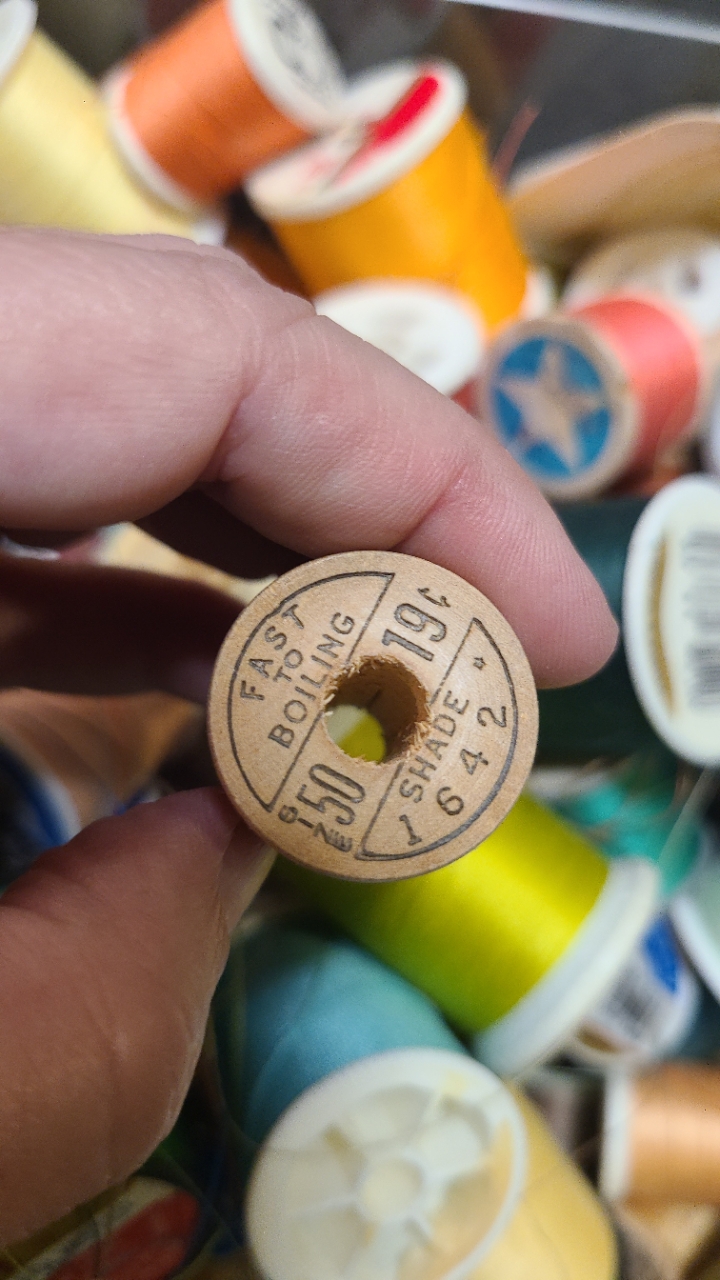 FAST
TO
BOILING
19¢
SIZE 50
SHADE
1642